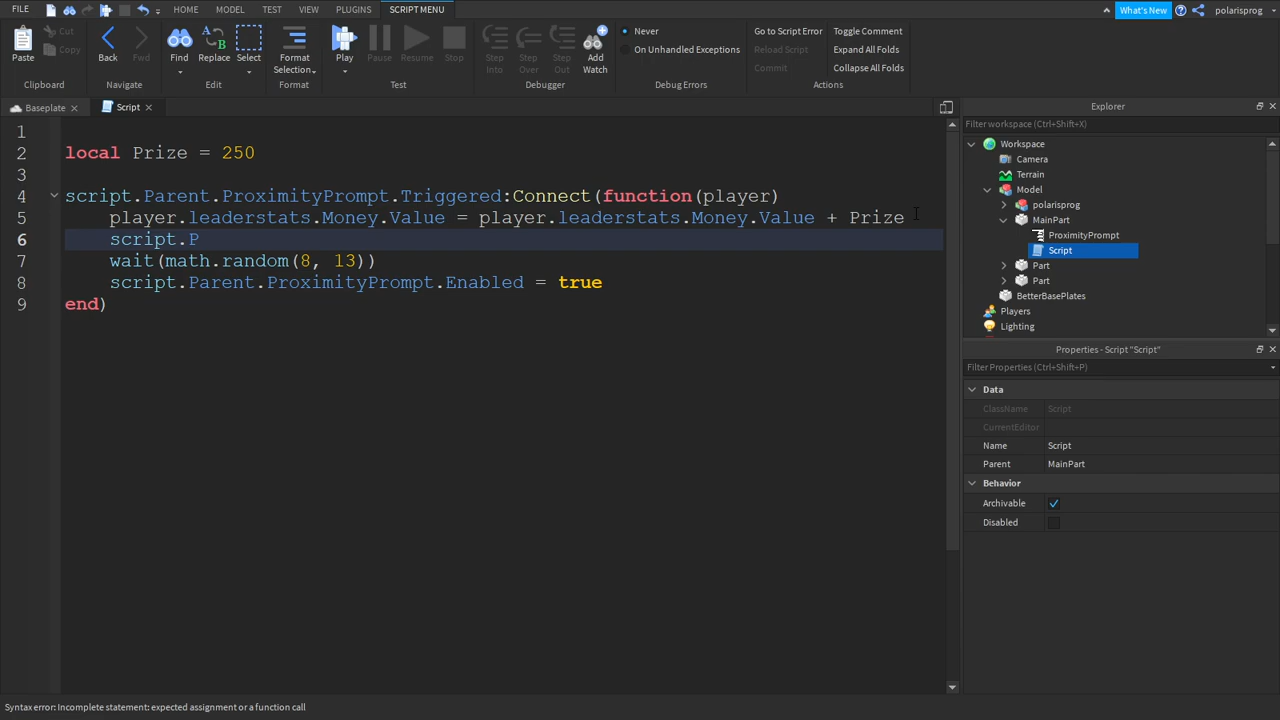 FILE HOME MODEL TEST VIEW PLUGINS SCRIPT MENU What's New polarisprog
Paste Cut Copy Back Fwd Find Replace Select Format Selection Play Pause Resume Stop Step Into Step Over Step Out Add Watch Never On Unhandled Exceptions Go to Script Error Reload Script Commit Toggle Comment Expand All Folds Collapse All Folds
Clipboard Navigate Edit Format Test Debugger Debug Errors Actions
Baseplate Script
1
2 local Prize = 250
3
4 script.Parent.ProximityPrompt.Triggered:Connect(function(player)
5 player.leaderstats.Money.Value = player.leaderstats.Money.Value + Prize
6 script.P
7 wait(math.random(8, 13))
8 script.Parent.ProximityPrompt.Enabled = true
9 end)
Explorer
Filter workspace (Ctrl+Shift+X)
Workspace
Camera
Terrain
Model
polarisprog
MainPart
ProximityPrompt
Script
Part
Part
BetterBasePlates
Players
Lighting
Properties - Script "Script"
Filter Properties (Ctrl+Shift+P)
Data
ClassName Script
CurrentEditor
Name Script
Parent MainPart
Behavior
Archivable
Disabled
Syntax error: Incomplete statement: expected assignment or a function call